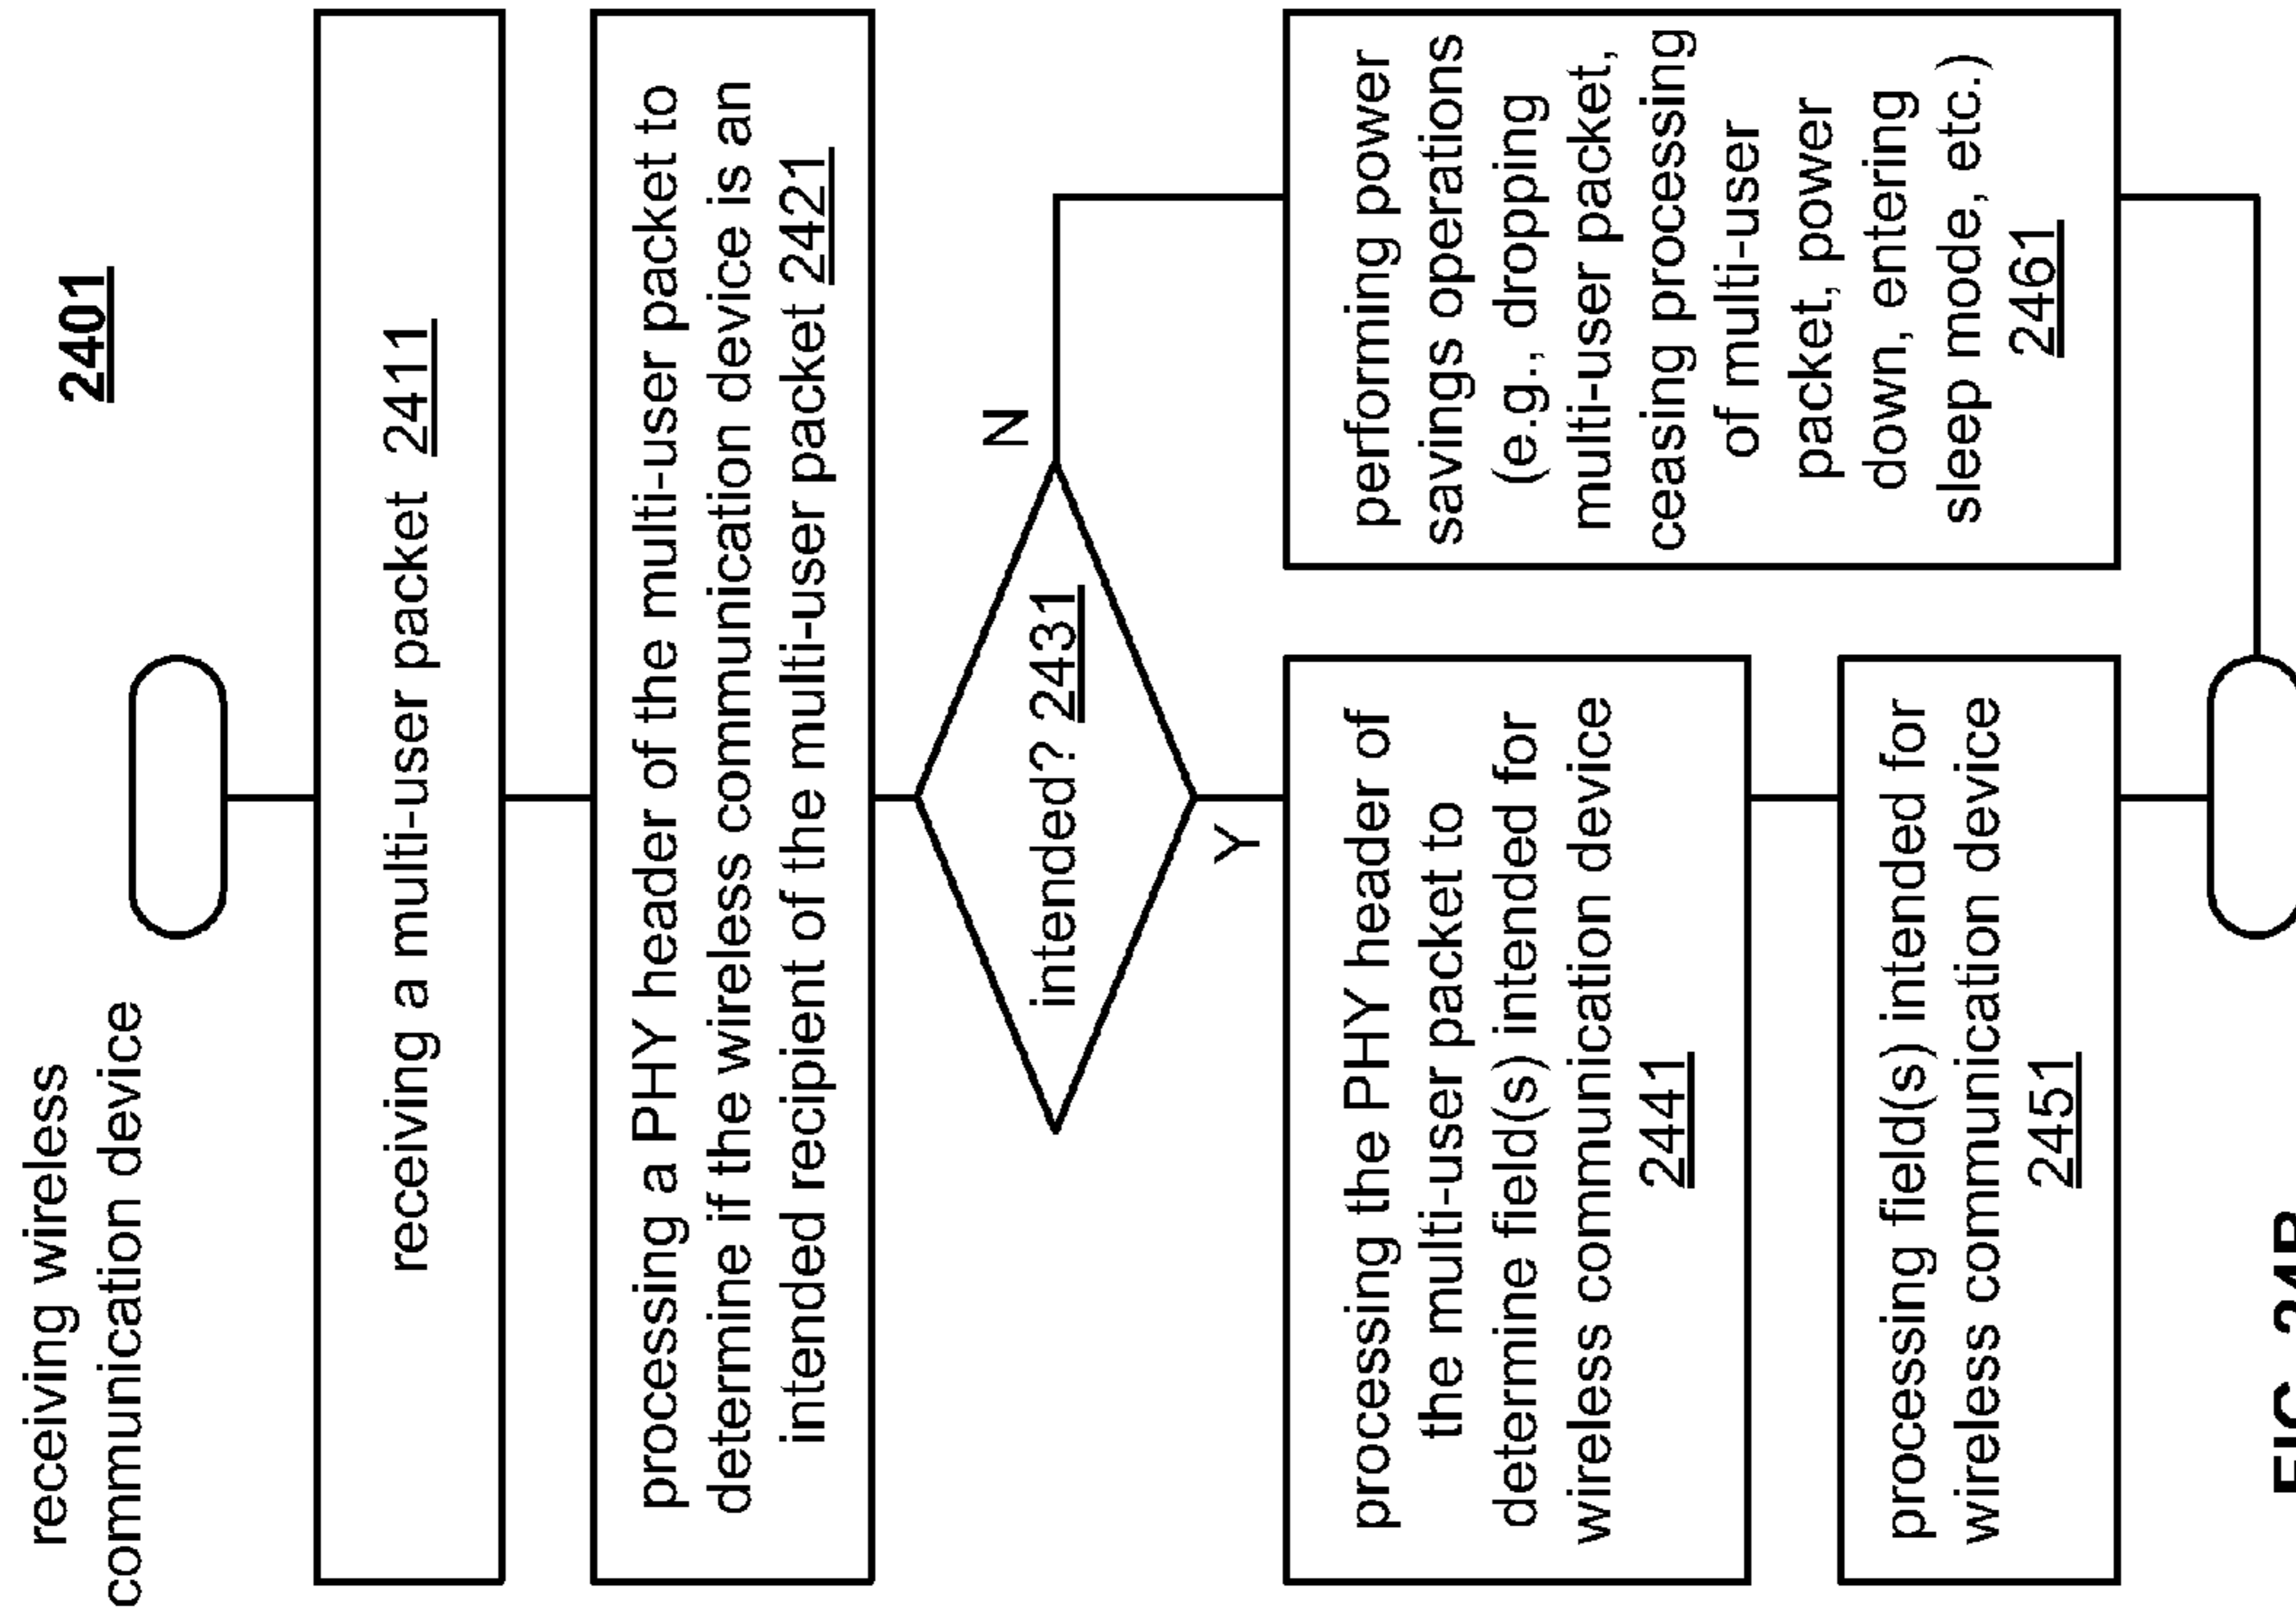 receiving wireless
communication device
2401
receiving a multi-user packet 2411
processing a PHY header of the multi-user packet to
determine if the wireless communication device is an
intended recipient of the multi-user packet 2421
intended? 2431
N
Y
processing the PHY header of
the multi-user packet to
determine field(s) intended for
wireless communication device
2441
processing field(s) intended for
wireless communication device
2451
performing power
savings operations
(e.g., dropping
multi-user packet,
ceasing processing
of multi-user
packet, power
down, entering
sleep mode, etc.)
2461
FIG. 24B